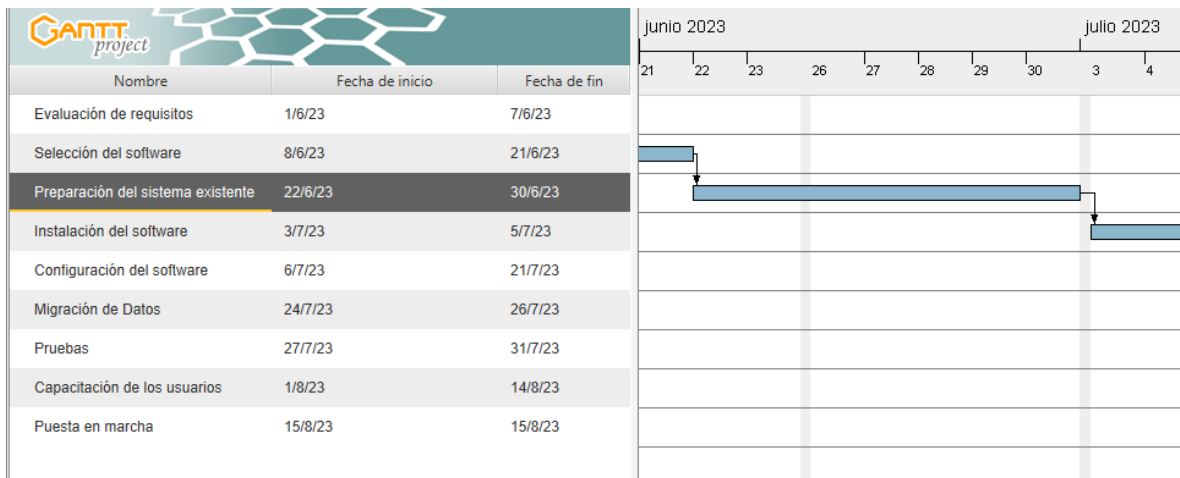 GANTT
project
junio 2023 julio 2023
21 22 23 26 27 28 29 30 3 4
Nombre Fecha de inicio Fecha de fin
Evaluación de requisitos 1/6/23 7/6/23
Selección del software 8/6/23 21/6/23
Preparación del sistema existente 22/6/23 30/6/23
Instalación del software 3/7/23 5/7/23
Configuración del software 6/7/23 21/7/23
Migración de Datos 24/7/23 26/7/23
Pruebas 27/7/23 31/7/23
Capacitación de los usuarios 1/8/23 14/8/23
Puesta en marcha 15/8/23 15/8/23